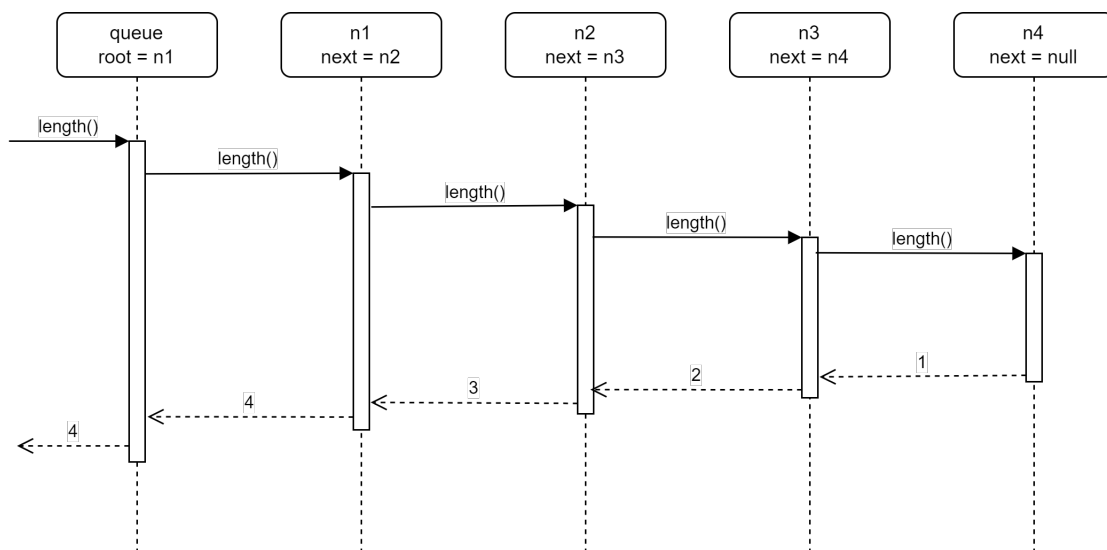 queue
root = n1
n1
next = n2
n2
next = n3
n3
next = n4
n4
next = null
length()
length()
length()
length()
length()
1
2
3
4
4